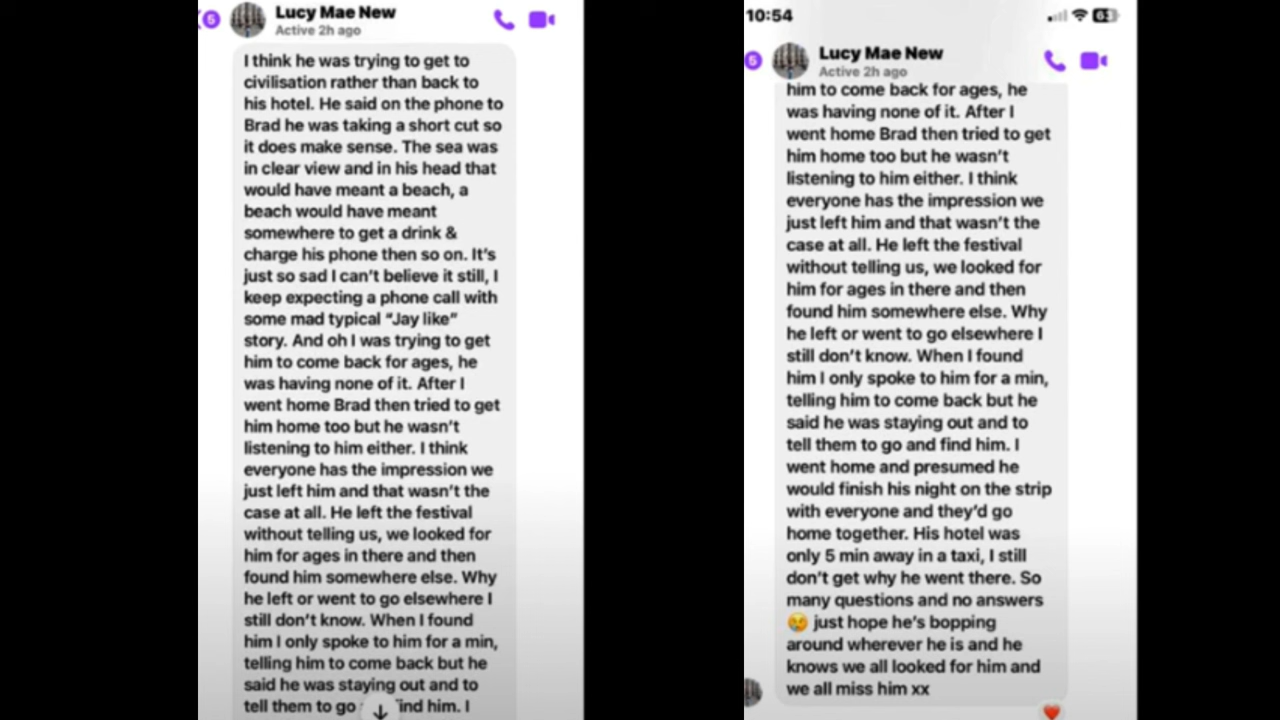 5
Lucy Mae New
Active 2h ago
I think he was trying to get to
civilisation rather than back to
his hotel. He said on the phone to
Brad he was taking a short cut so
it does make sense. The sea was
in clear view and in his head that
would have meant a beach, a
beach would have meant
somewhere to get a drink &
charge his phone then so on. It's
just so sad I can't believe it still, I
keep expecting a phone call with
some mad typical “Jay like”
story. And oh I was trying to get
him to come back for ages, he
was having none of it. After I
went home Brad then tried to get
him home too but he wasn't
listening to him either. I think
everyone has the impression we
just left him and that wasn't the
case at all. He left the festival
without telling us, we looked for
him for ages in there and then
found him somewhere else. Why
he left or went to go elsewhere I
still don't know. When I found
him I only spoke to him for a min,
telling him to come back but he
said he was staying out and to
tell them to go find him. I
10:54
63
5
Lucy Mae New
Active 2h ago
him to come back for ages, he
was having none of it. After I
went home Brad then tried to get
him home too but he wasn't
listening to him either. I think
everyone has the impression we
just left him and that wasn't the
case at all. He left the festival
without telling us, we looked for
him for ages in there and then
found him somewhere else. Why
he left or went to go elsewhere I
still don't know. When I found
him I only spoke to him for a min,
telling him to come back but he
said he was staying out and to
tell them to go and find him. I
went home and presumed he
would finish his night on the strip
with everyone and they'd go
home together. His hotel was
only 5 min away in a taxi, I still
don't get why he went there. So
many questions and no answers
😢 just hope he's bopping
around wherever he is and he
knows we all looked for him and
we all miss him xx